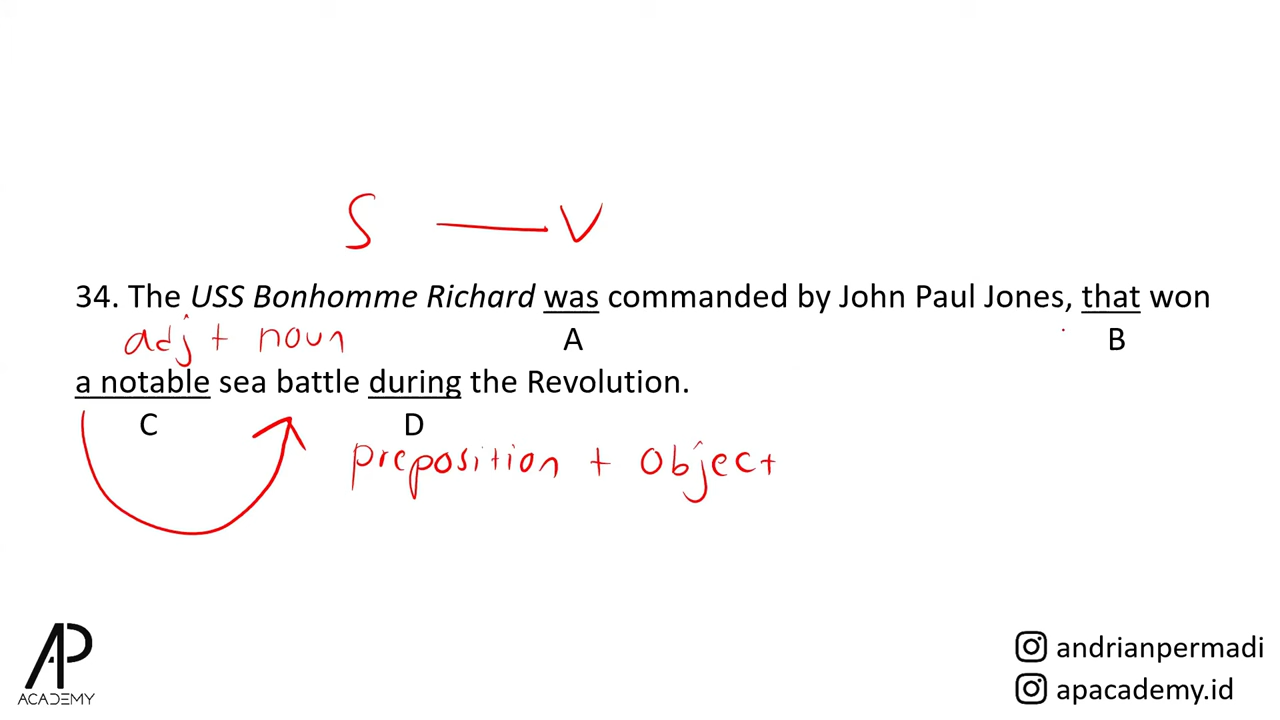 S — V
34. The USS Bonhomme Richard was commanded by John Paul Jones, that won
adj + noun
A
B
a notable sea battle during the Revolution.
C
D
preposition + object
AP
ACADEMY
andrianpermadi
apacademy.id